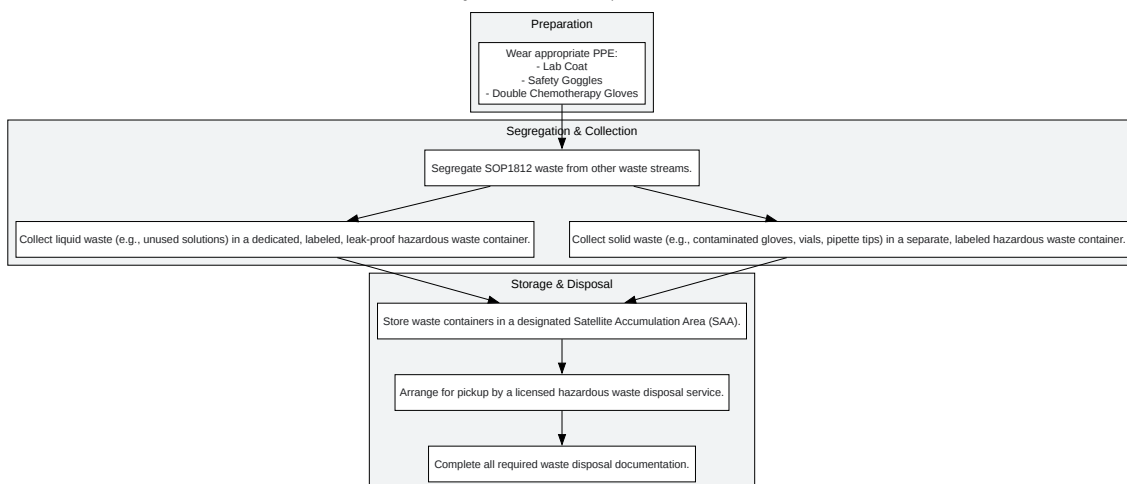 Preparation
Wear appropriate PPE:
- Lab Coat
- Safety Goggles
- Double Chemotherapy Gloves
Segregation & Collection
Segregate SOP1812 waste from other waste streams.
Collect liquid waste (e.g., unused solutions) in a dedicated, labeled, leak-proof hazardous waste container.
Collect solid waste (e.g., contaminated gloves, vials, pipette tips) in a separate, labeled hazardous waste container.
Storage & Disposal
Store waste containers in a designated Satellite Accumulation Area (SAA).
Arrange for pickup by a licensed hazardous waste disposal service.
Complete all required waste disposal documentation.